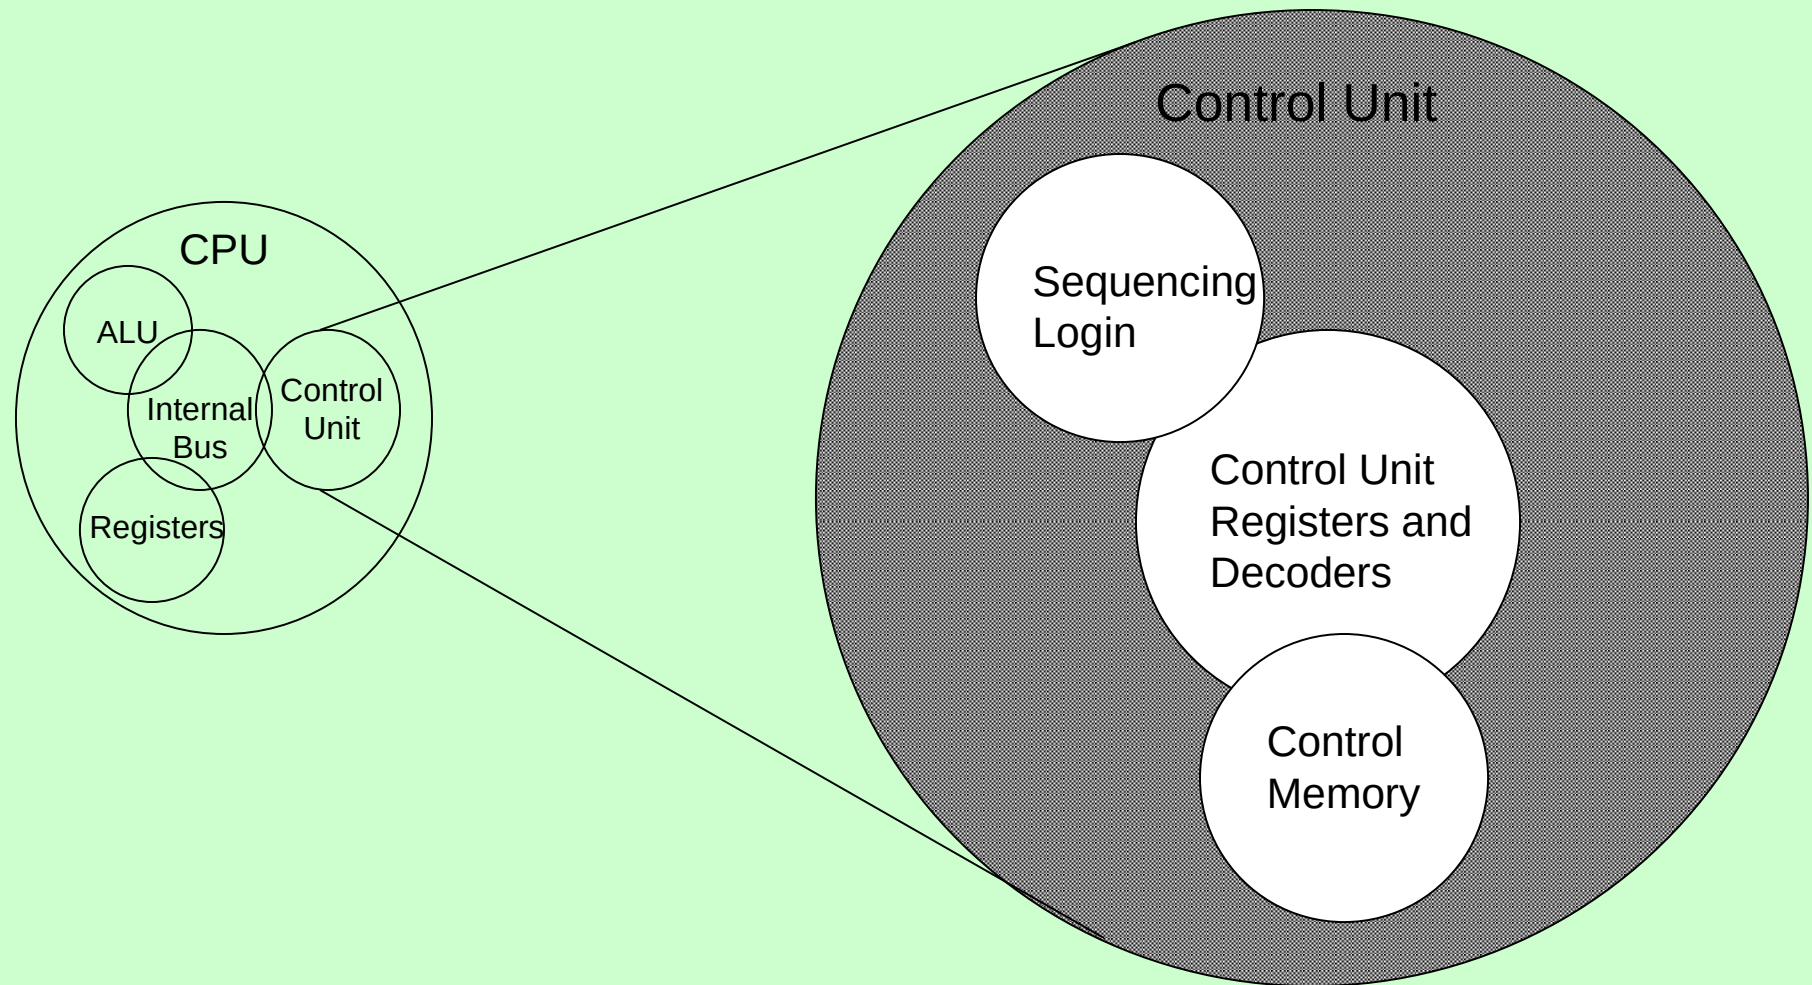 CPU
ALU
Internal
Bus
Control
Unit
Registers
Control Unit
Sequencing
Login
Control Unit
Registers and
Decoders
Control
Memory